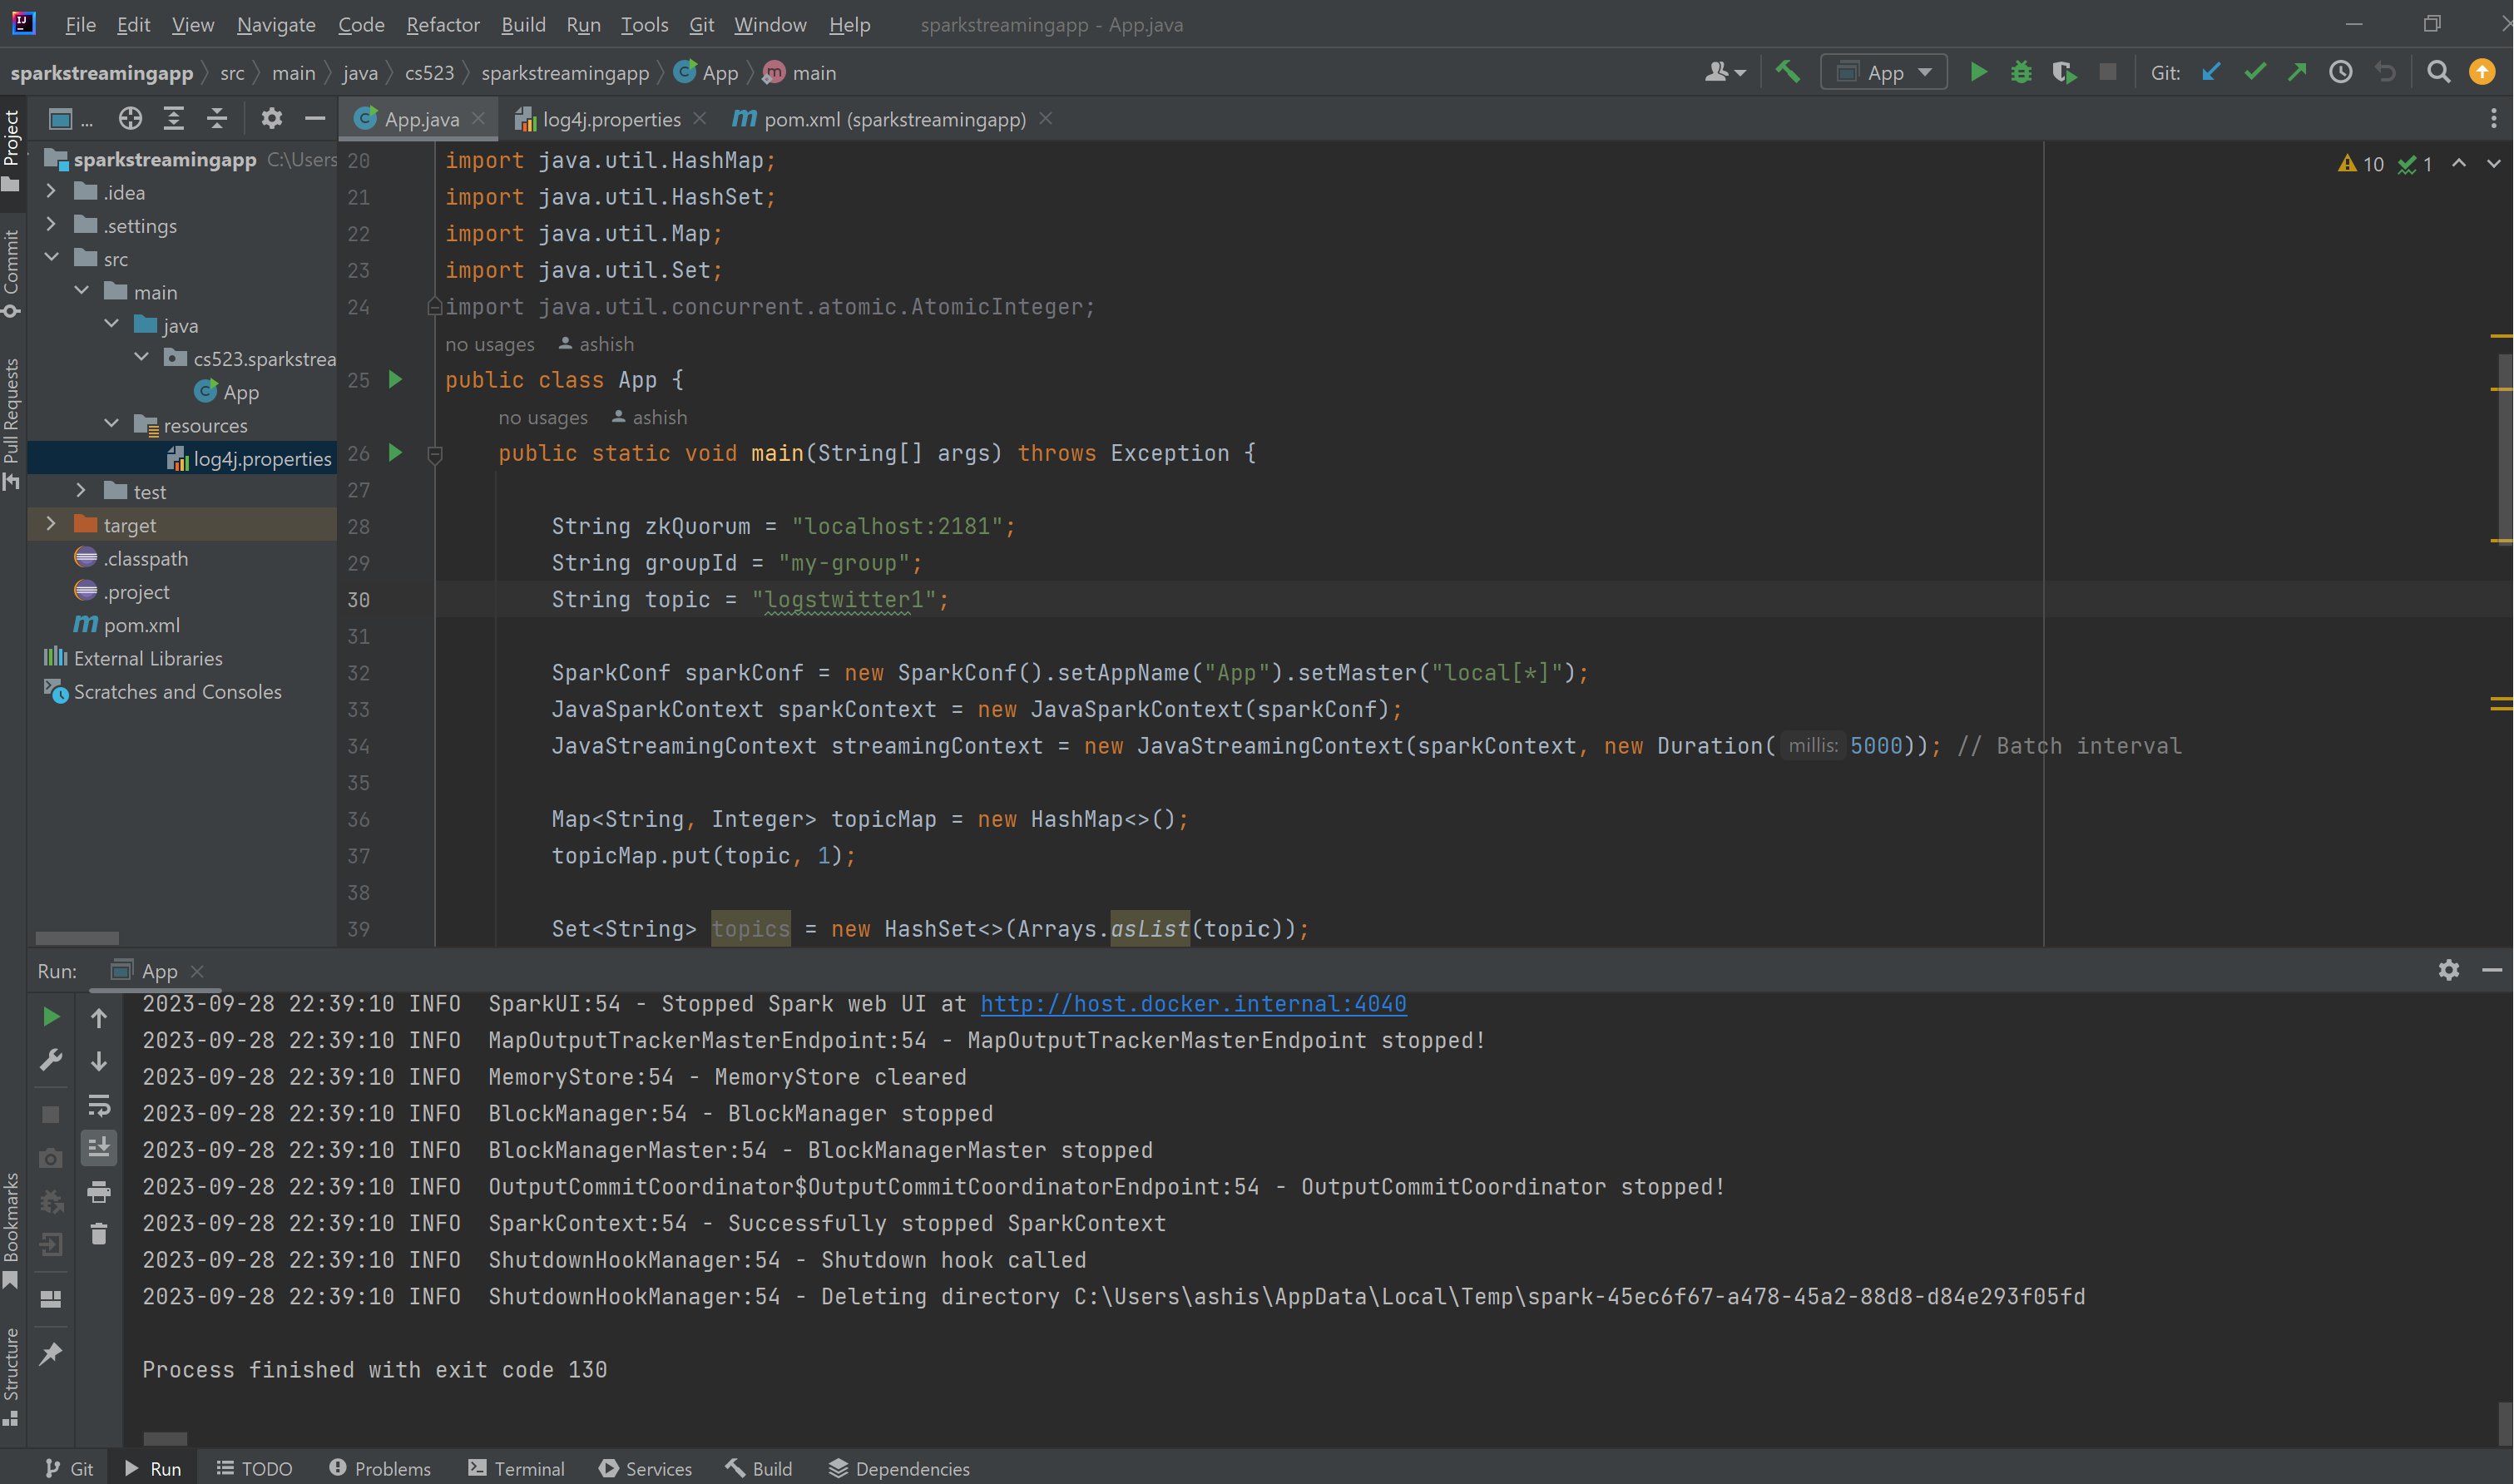 File Edit View Navigate Code Refactor Build Run Tools Git Window Help sparkstreamingapp - App.java
sparkstreamingapp src main java cs523 sparkstreamingapp App main App Git:
... App.java log4j.properties pom.xml (sparkstreamingapp)
Project
Commit
Pull Requests
Bookmarks
Structure
sparkstreamingapp C:\Users
.idea
.settings
src
main
java
cs523.sparkstrea
App
resources
log4j.properties
test
target
.classpath
.project
pom.xml
External Libraries
Scratches and Consoles
10 1
20 import java.util.HashMap;
21 import java.util.HashSet;
22 import java.util.Map;
23 import java.util.Set;
24 import java.util.concurrent.atomic.AtomicInteger;
no usages ashish
25 public class App {
no usages ashish
26 public static void main(String[] args) throws Exception {
27
28 String zkQuorum = "localhost:2181";
29 String groupId = "my-group";
30 String topic = "logstwitter1";
31
32 SparkConf sparkConf = new SparkConf().setAppName("App").setMaster("local[*]");
33 JavaSparkContext sparkContext = new JavaSparkContext(sparkConf);
34 JavaStreamingContext streamingContext = new JavaStreamingContext(sparkContext, new Duration( millis: 5000)); // Batch interval
35
36 Map<String, Integer> topicMap = new HashMap<>();
37 topicMap.put(topic, 1);
38
39 Set<String> topics = new HashSet<>(Arrays.asList(topic));
Run: App
2023-09-28 22:39:10 INFO  SparkUI:54 - Stopped Spark web UI at http://host.docker.internal:4040
2023-09-28 22:39:10 INFO  MapOutputTrackerMasterEndpoint:54 - MapOutputTrackerMasterEndpoint stopped!
2023-09-28 22:39:10 INFO  MemoryStore:54 - MemoryStore cleared
2023-09-28 22:39:10 INFO  BlockManager:54 - BlockManager stopped
2023-09-28 22:39:10 INFO  BlockManagerMaster:54 - BlockManagerMaster stopped
2023-09-28 22:39:10 INFO  OutputCommitCoordinator$OutputCommitCoordinatorEndpoint:54 - OutputCommitCoordinator stopped!
2023-09-28 22:39:10 INFO  SparkContext:54 - Successfully stopped SparkContext
2023-09-28 22:39:10 INFO  ShutdownHookManager:54 - Shutdown hook called
2023-09-28 22:39:10 INFO  ShutdownHookManager:54 - Deleting directory C:\Users\ashis\AppData\Local\Temp\spark-45ec6f67-a478-45a2-88d8-d84e293f05fd
Process finished with exit code 130
Git Run TODO Problems Terminal Services Build Dependencies